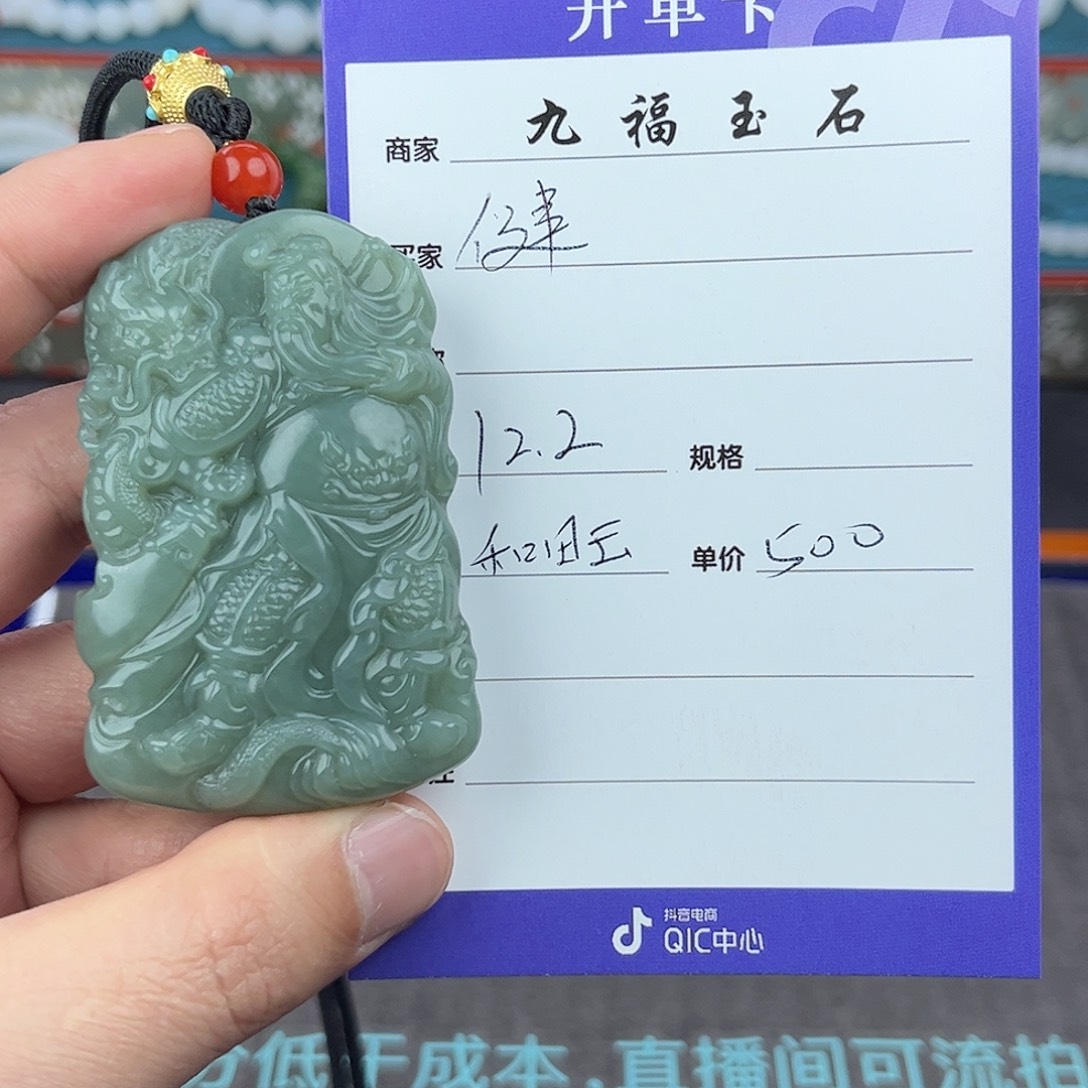 开单卡
商家 九福玉石
买家
12.2 规格
和田玉 单价 500
注
抖音电商
QIC中心
低于成本,直播间可流拍